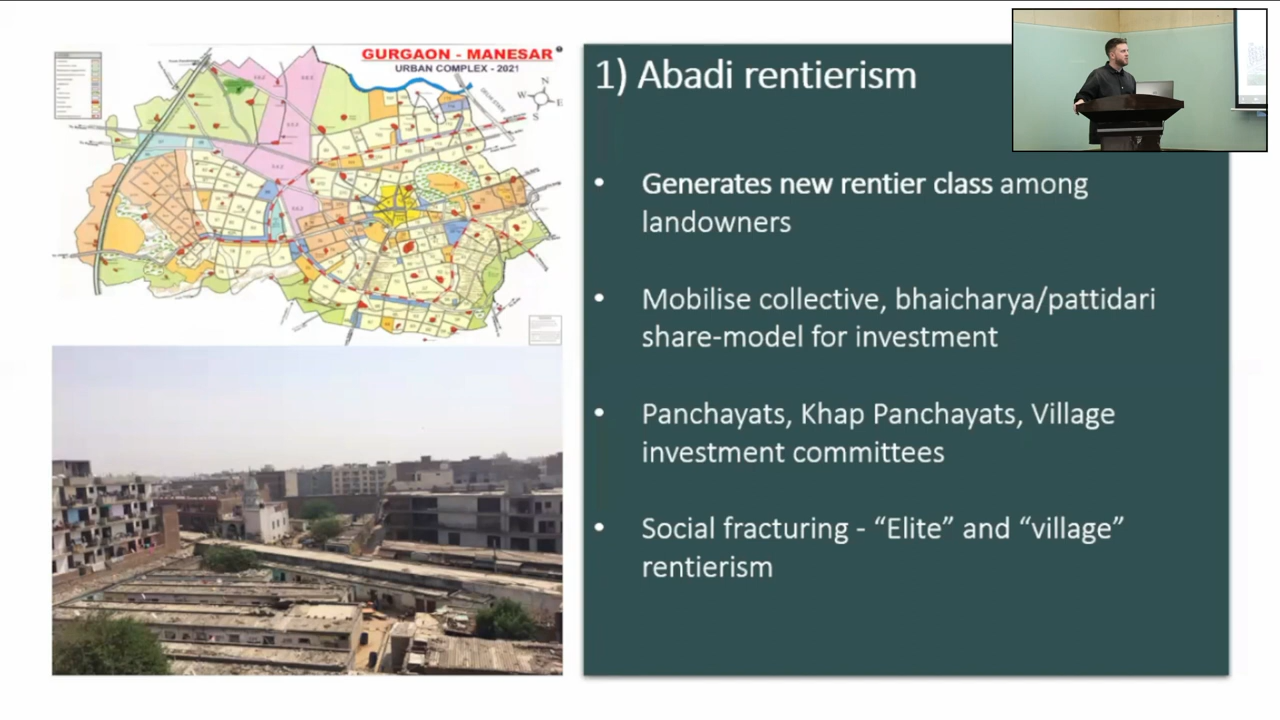 GURGAON - MANESAR
URBAN COMPLEX - 2021
N
W
E
S
1) Abadi rentierism
• Generates new rentier class among
landowners
• Mobilise collective, bhaicharya/pattidari
share-model for investment
• Panchayats, Khap Panchayats, Village
investment committees
• Social fracturing - “Elite” and “village”
rentierism